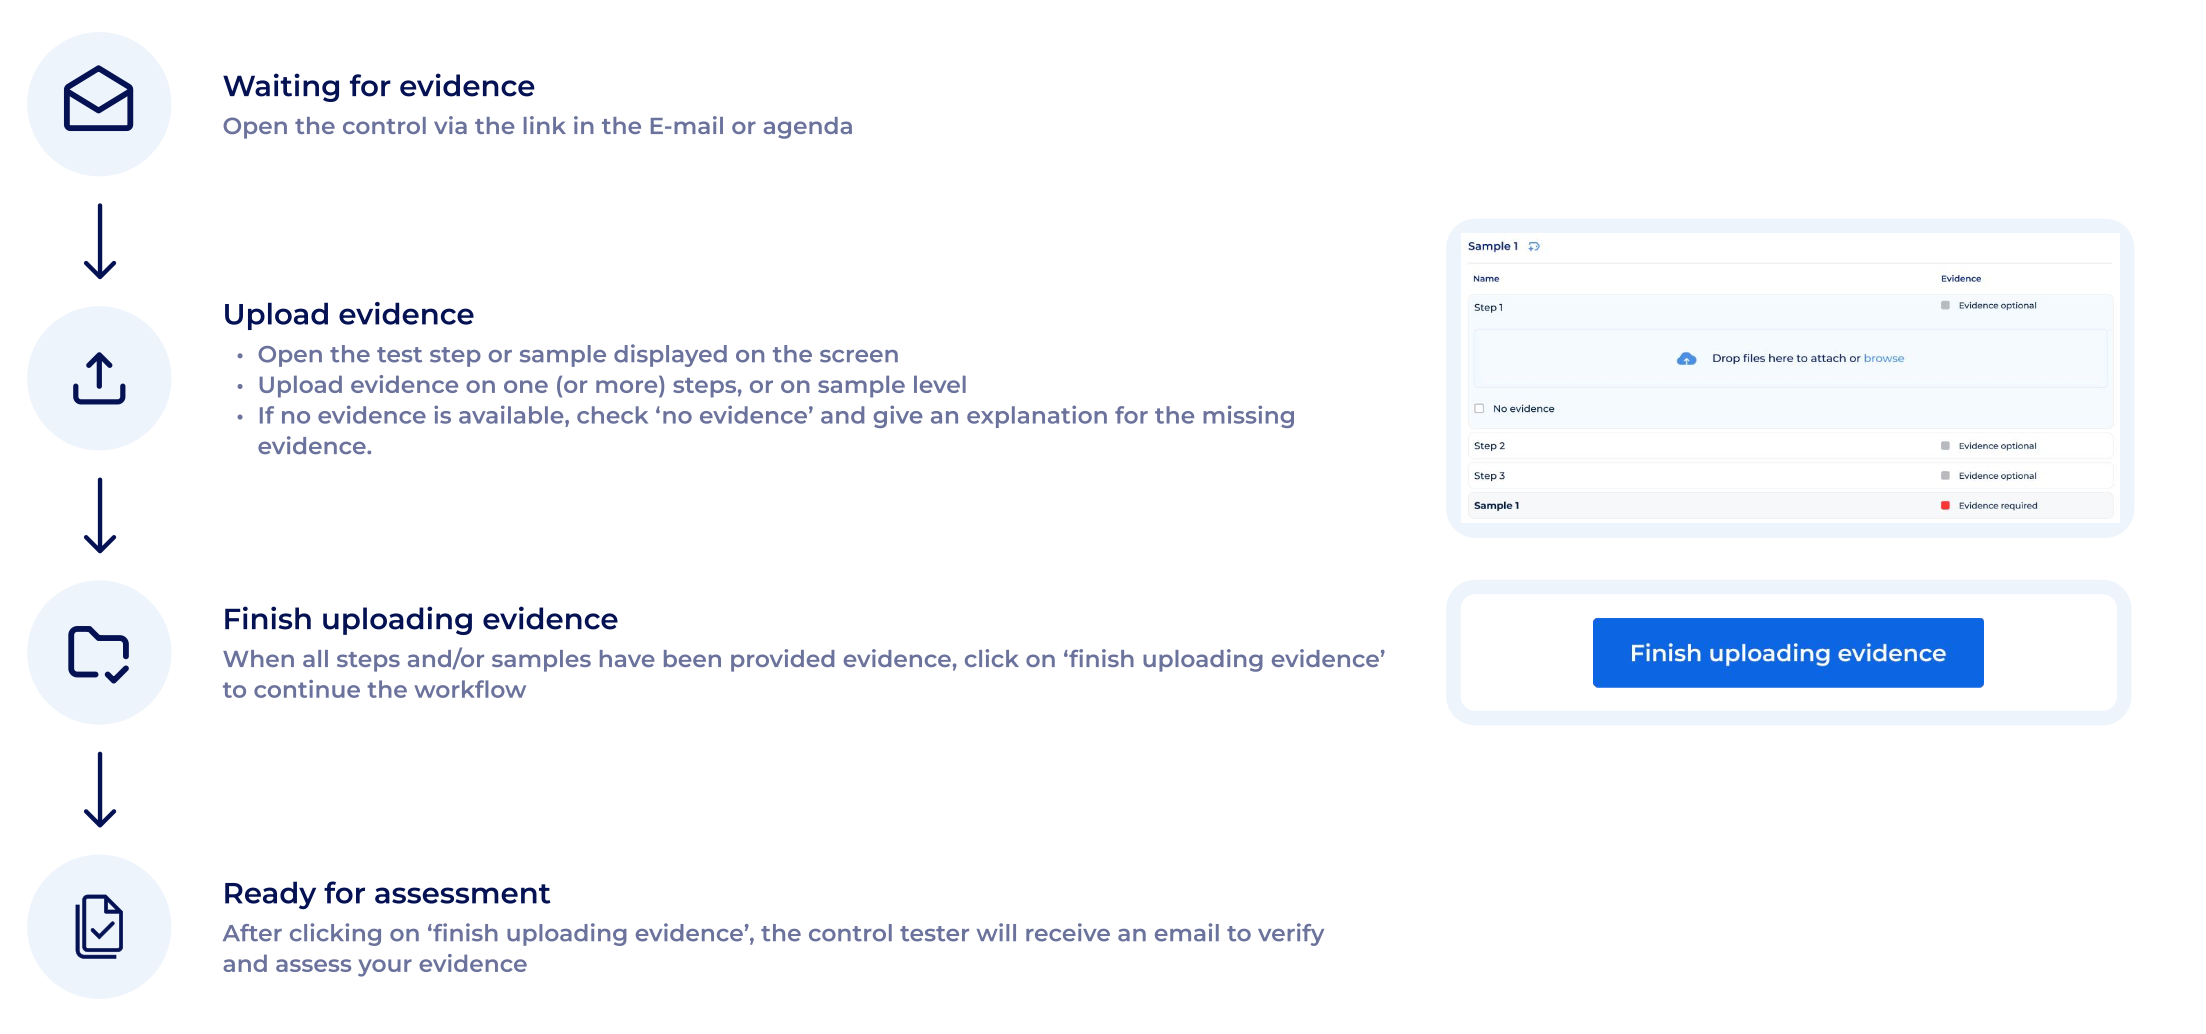 Waiting for evidence
Open the control via the link in the E-mail or agenda
Upload evidence
• Open the test step or sample displayed on the screen
• Upload evidence on one (or more) steps, or on sample level
• If no evidence is available, check ‘no evidence’ and give an explanation for the missing
evidence.
Sample 1
Name Evidence
Step 1 Evidence optional
Drop files here to attach or browse
No evidence
Step 2 Evidence optional
Step 3 Evidence optional
Sample 1 Evidence required
Finish uploading evidence
When all steps and/or samples have been provided evidence, click on ‘finish uploading evidence’
to continue the workflow
Finish uploading evidence
Ready for assessment
After clicking on ‘finish uploading evidence’, the control tester will receive an email to verify
and assess your evidence